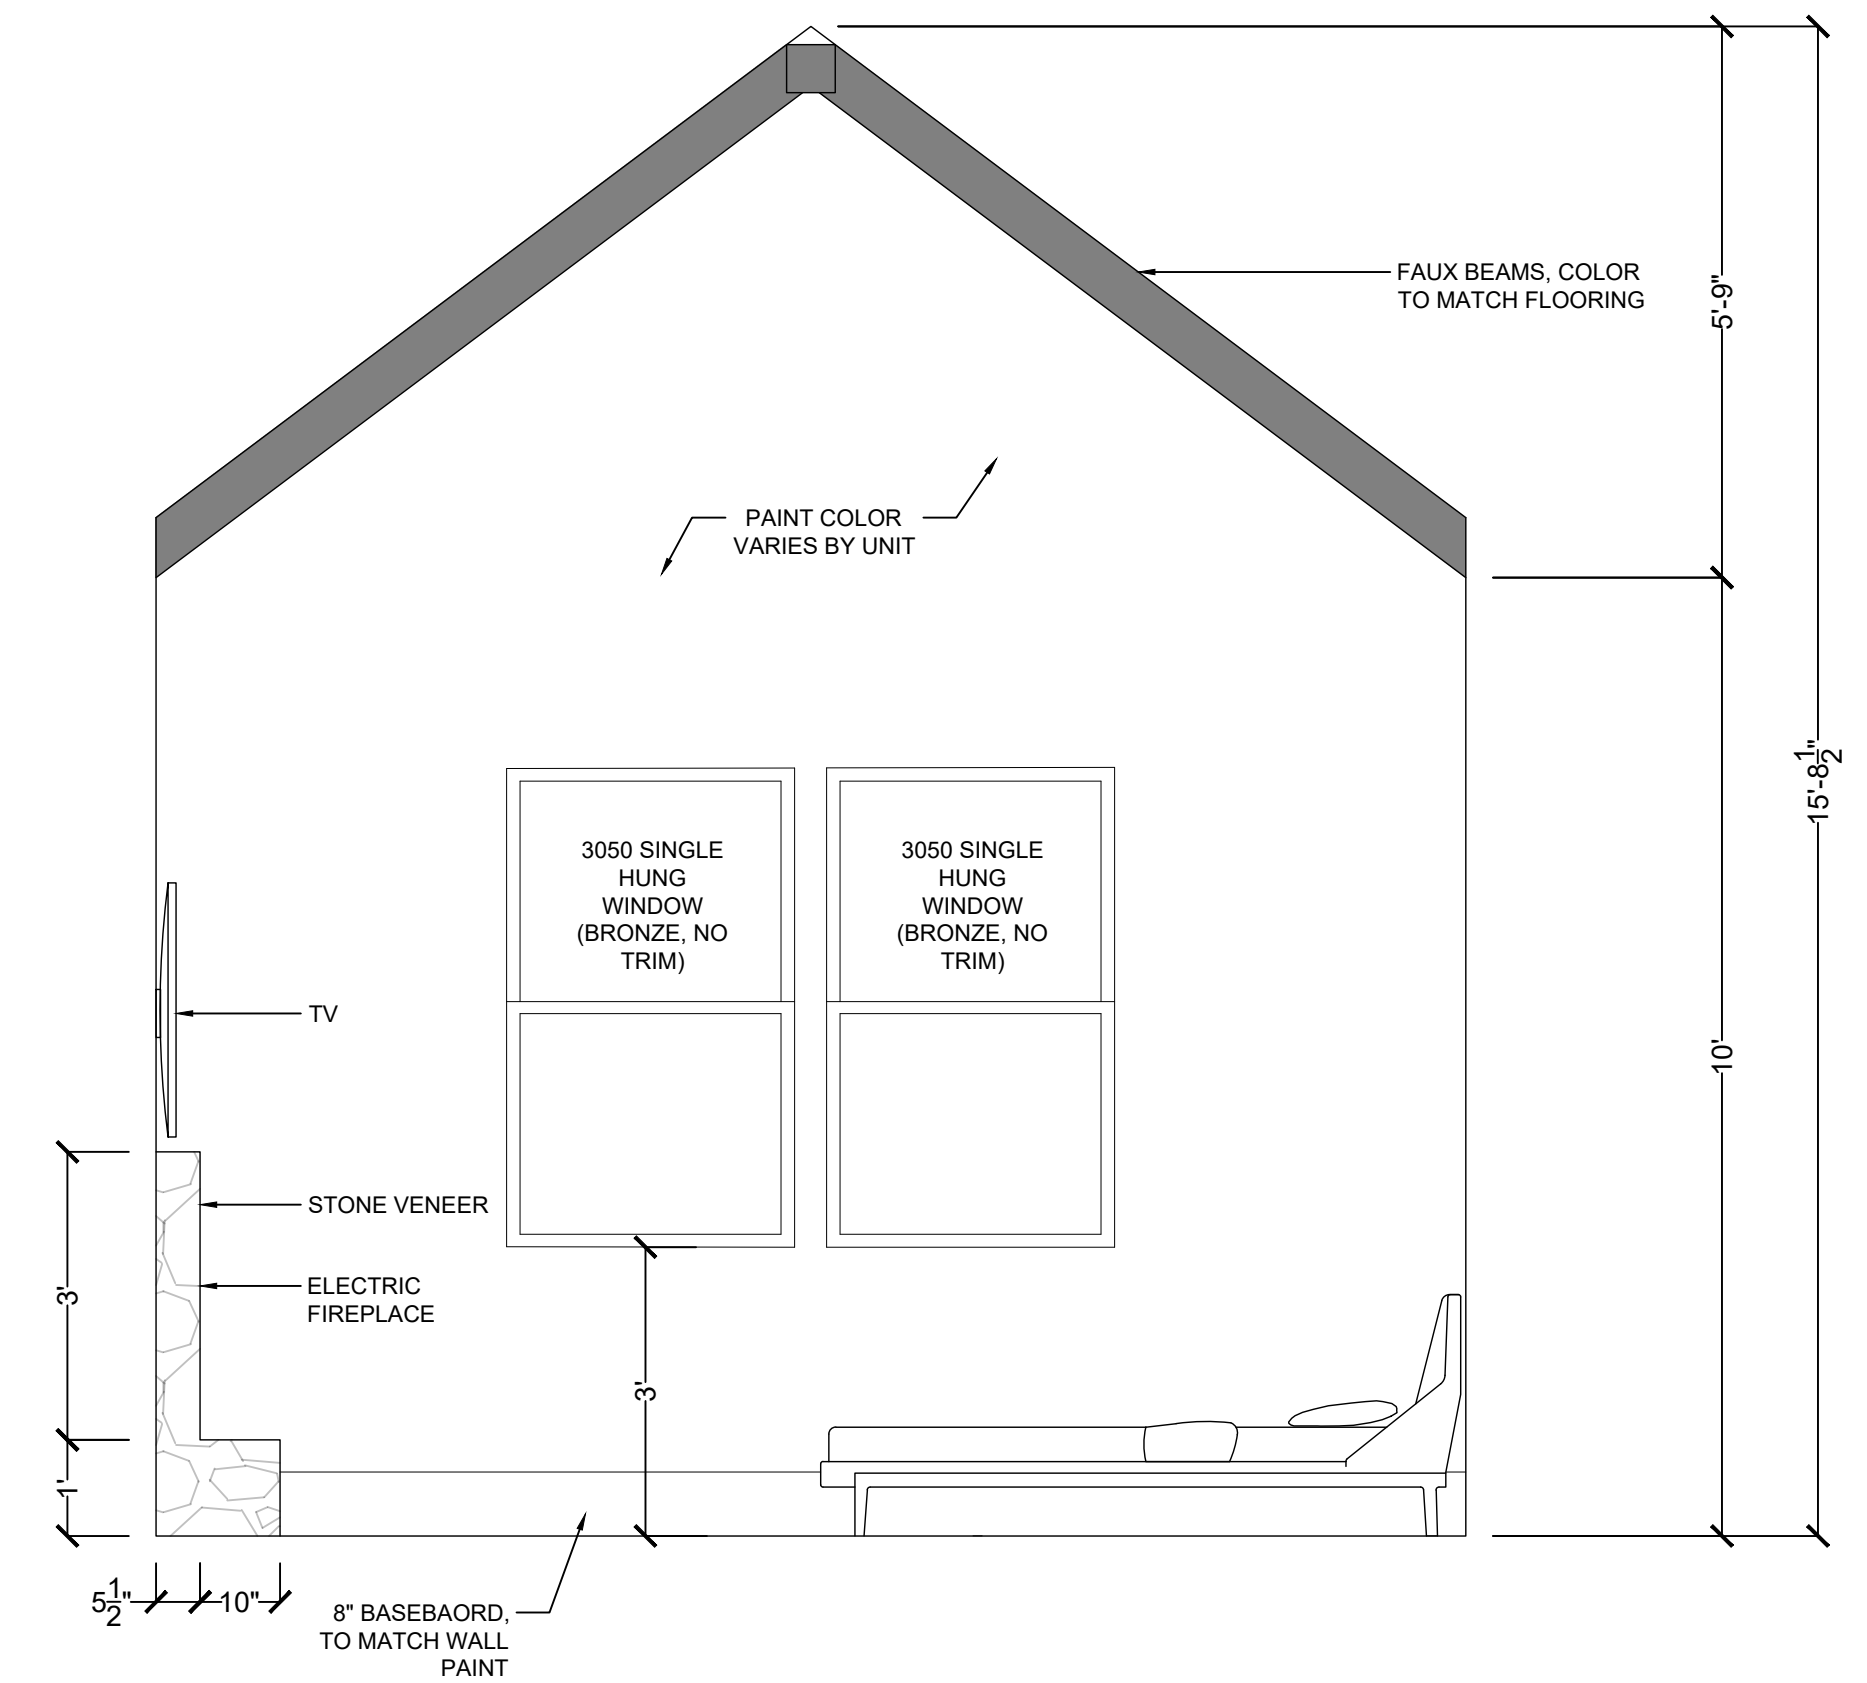 FAUX BEAMS, COLOR
TO MATCH FLOORING
5'-9"
PAINT COLOR
VARIES BY UNIT
15'-8 1/2"
3050 SINGLE
HUNG
WINDOW
(BRONZE, NO
TRIM)
3050 SINGLE
HUNG
WINDOW
(BRONZE, NO
TRIM)
TV
10'
STONE VENEER
ELECTRIC
FIREPLACE
3'
3'
1'
5 1/2"
10"
8" BASEBAORD,
TO MATCH WALL
PAINT